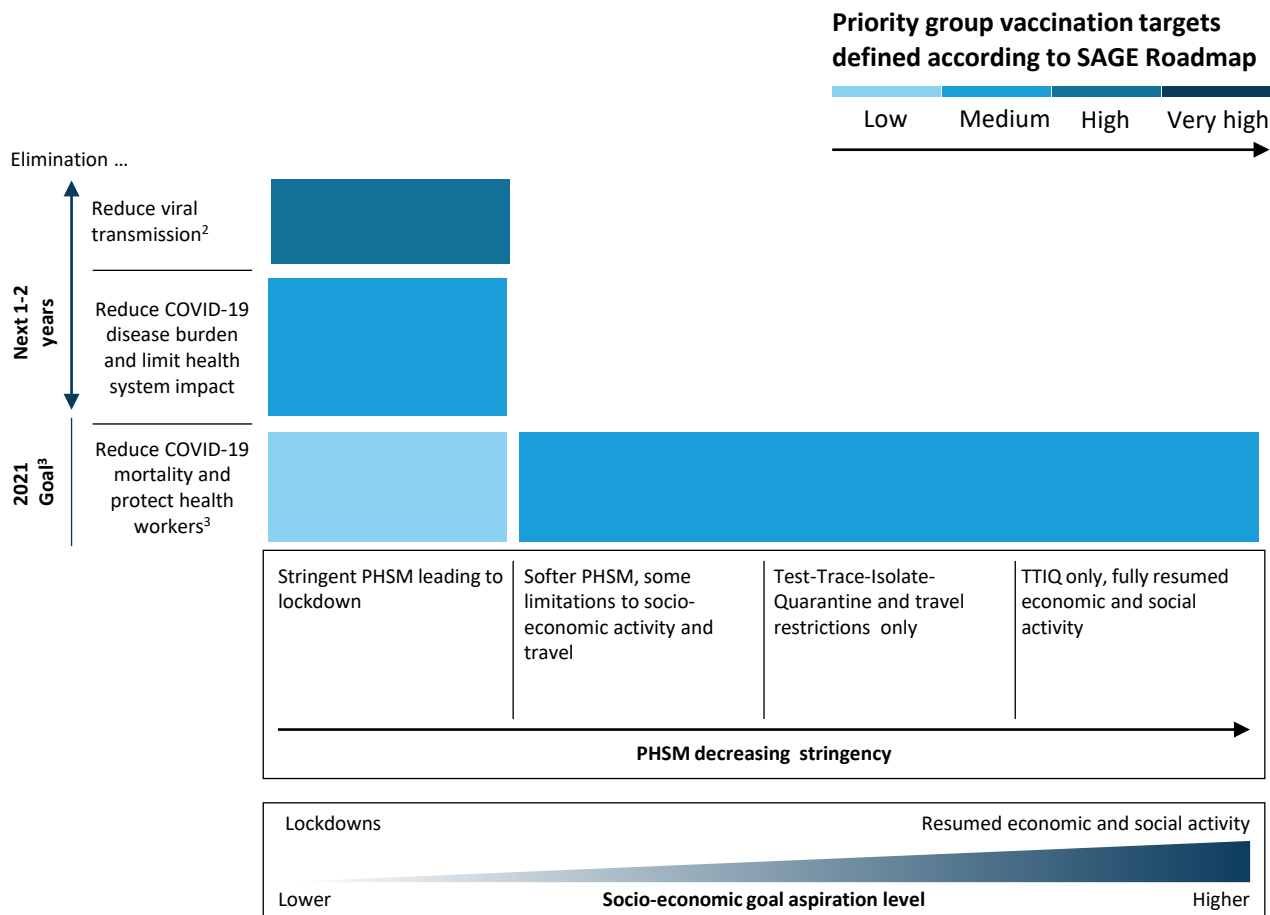 Priority group vaccination targets
defined according to SAGE Roadmap
Low Medium High Very high
Elimination ...
Next 1-2
years
Reduce viral
transmission2
Reduce COVID-19
disease burden
and limit health
system impact
2021
Goal3
Reduce COVID-19
mortality and
protect health
workers3
Stringent PHSM leading to
lockdown
Softer PHSM, some
limitations to socio-
economic activity and
travel
Test-Trace-Isolate-
Quarantine and travel
restrictions only
TTIQ only, fully resumed
economic and social
activity
PHSM decreasing stringency
Lockdowns Resumed economic and social activity
Lower Socio-economic goal aspiration level Higher